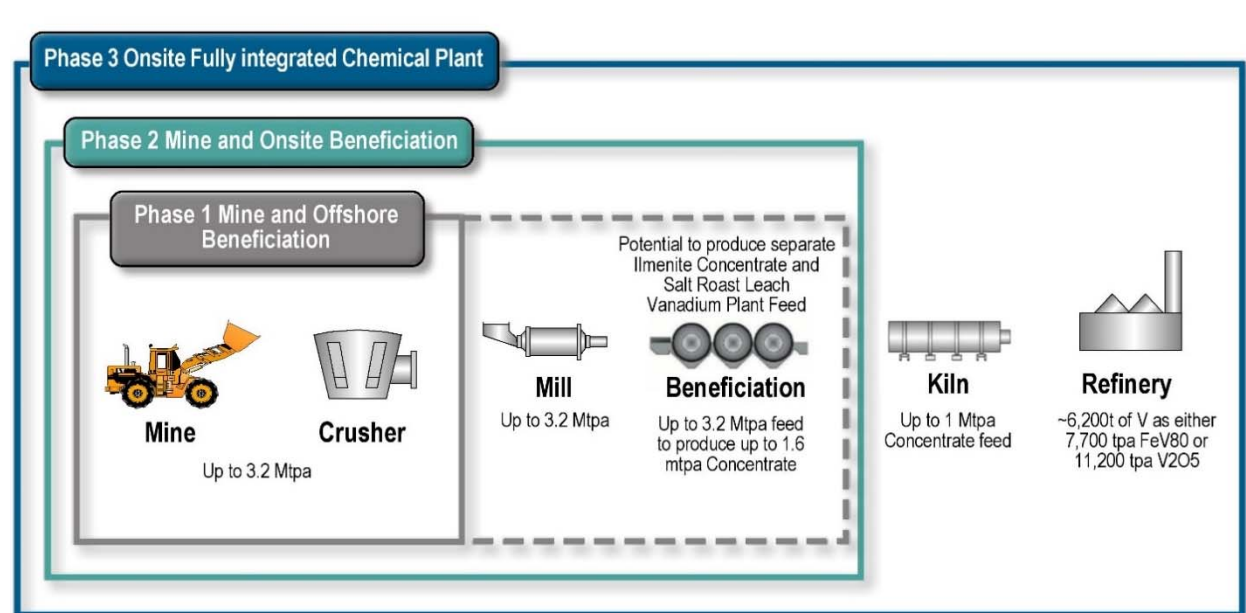 Phase 3 Onsite Fully integrated Chemical Plant
Phase 2 Mine and Onsite Beneficiation
Phase 1 Mine and Offshore
Beneficiation
Potential to produce separate
Ilmenite Concentrate and
Salt Roast Leach
Vanadium Plant Feed
Mine
Crusher
Up to 3.2 Mtpa
Mill
Up to 3.2 Mtpa
Beneficiation
Up to 3.2 Mtpa feed
to produce up to 1.6
mtpa Concentrate
Kiln
Up to 1 Mtpa
Concentrate feed
Refinery
~6,200t of V as either
7,700 tpa FeV80 or
11,200 tpa V2O5